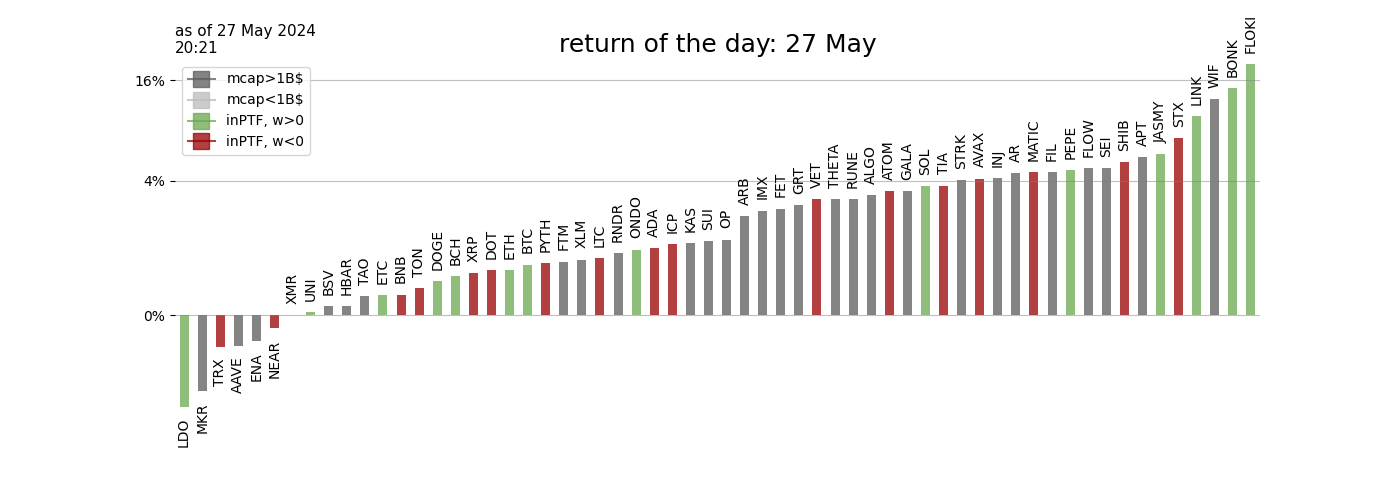 as of 27 May 2024
20:21
return of the day: 27 May
mcap>1B$
mcap<1B$
inPTF, w>0
inPTF, w<0
16%
4%
0%
LDO
MKR
TRX
AAVE
ENA
NEAR
XMR
UNI
BSV
HBAR
TAO
ETC
BNB
TON
DOGE
BCH
XRP
DOT
ETH
BTC
PYTH
FTM
XLM
LTC
RNDR
ONDO
ADA
ICP
KAS
SUI
OP
ARB
IMX
FET
GRT
VET
THETA
RUNE
ALGO
ATOM
GALA
SOL
TIA
STRK
AVAX
INJ
AR
MATIC
FIL
PEPE
FLOW
SEI
SHIB
APT
JASMY
STX
LINK
WIF
BONK
FLOKI